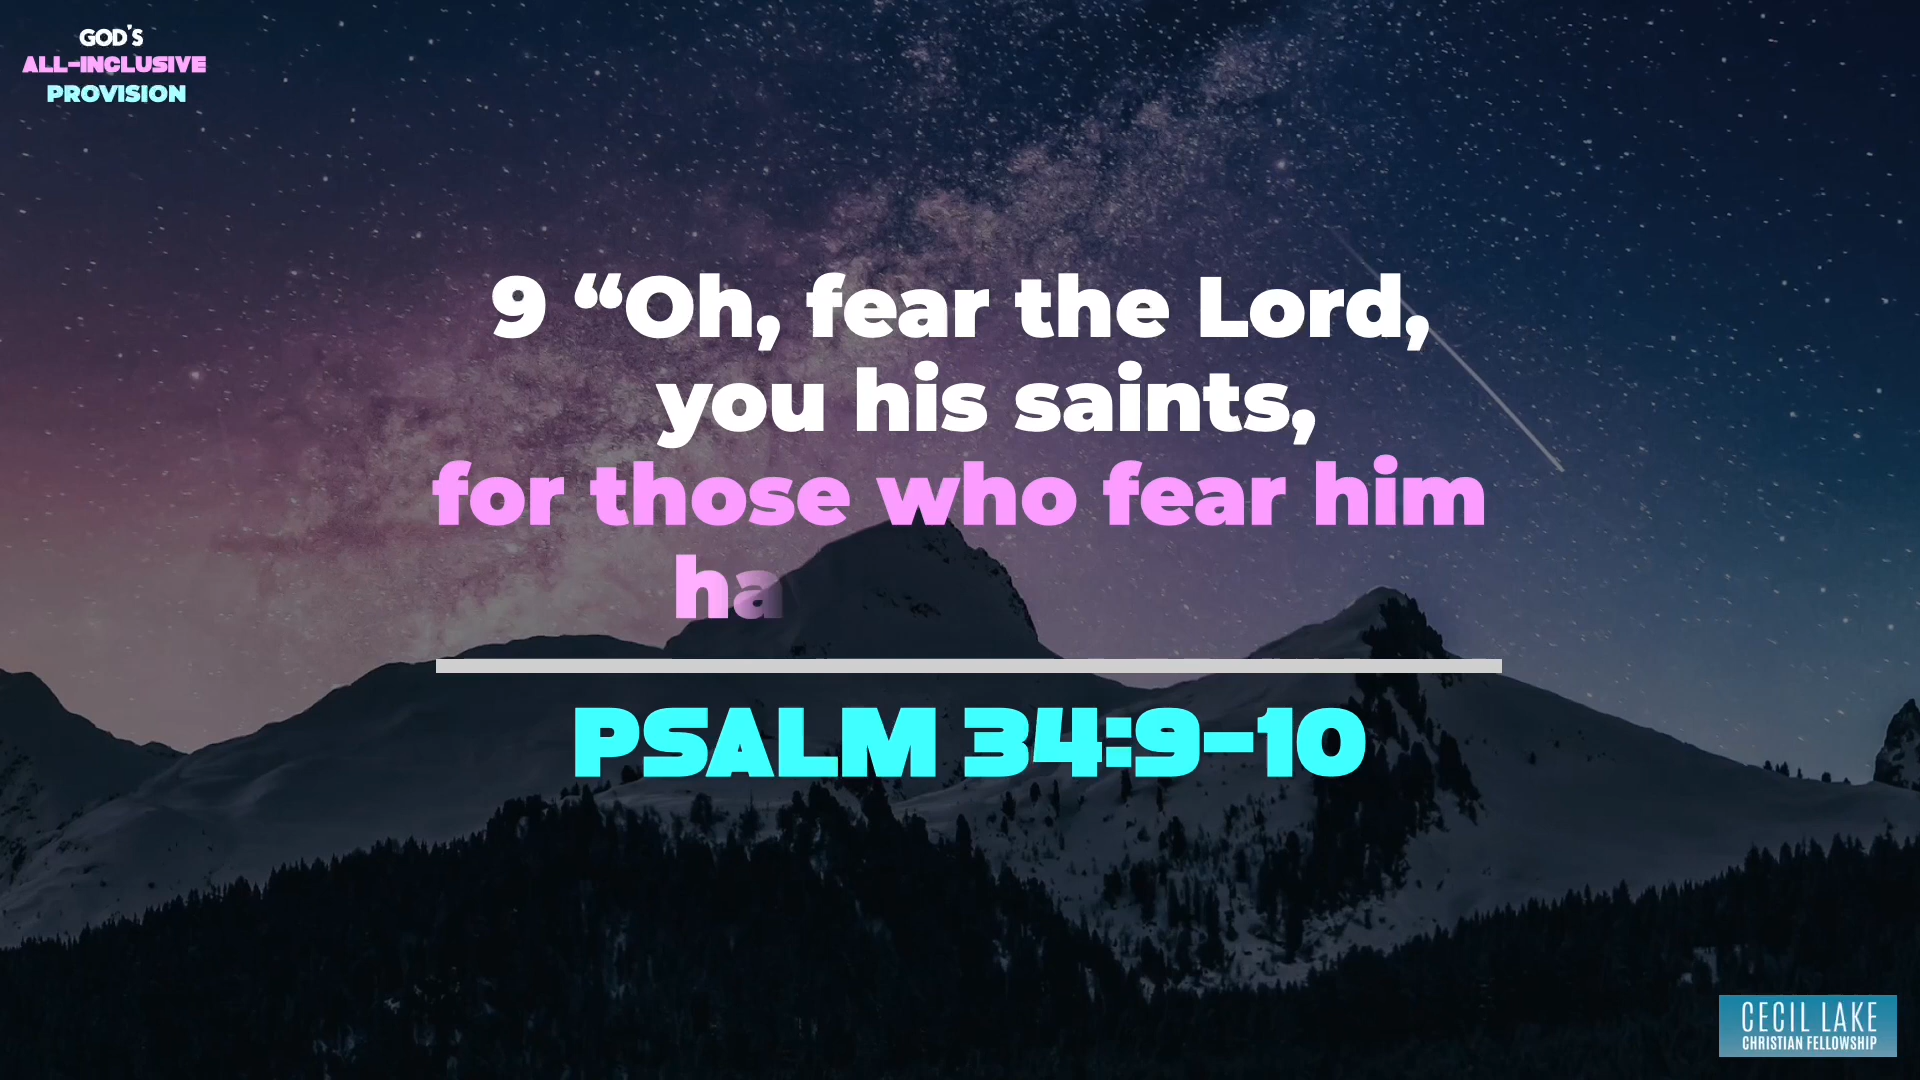 GOD'S
ALL-INCLUSIVE
PROVISION
9 “Oh, fear the Lord,
you his saints,
for those who fear him
ha
PSALM 34:9-10
CECIL LAKE
CHRISTIAN FELLOWSHIP